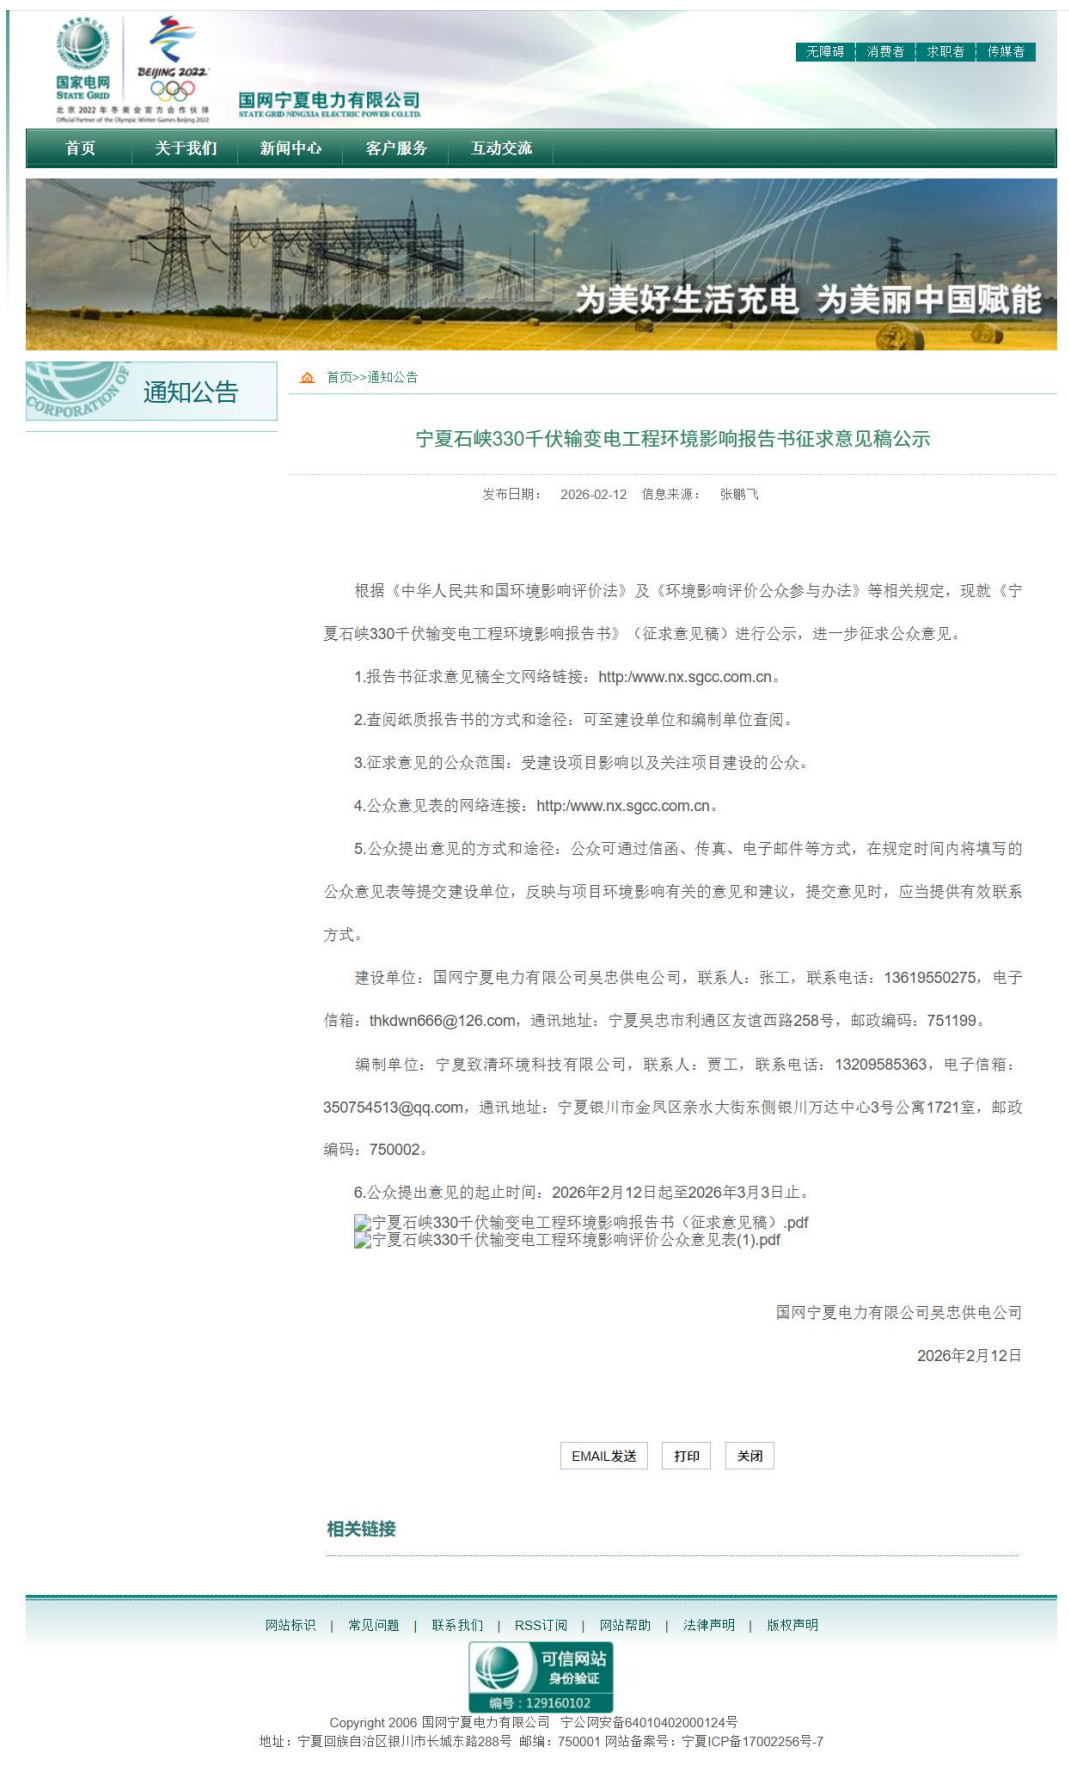 国家电网
STATE GRID
BEIJING 2022
北京2022年冬奥会官方合作伙伴
Official Partner of the Olympic Winter Games Beijing 2022
国网宁夏电力有限公司
STATE GRID NINGXIA ELECTRIC POWER CO.LTD.
无障碍 | 消费者 | 求职者 | 传媒者
首页 关于我们 新闻中心 客户服务 互动交流
为美好生活充电 为美丽中国赋能
CORPORATION OF
通知公告
首页>>通知公告
宁夏石峡330千伏输变电工程环境影响报告书征求意见稿公示
发布日期： 2026-02-12 信息来源： 张鹏飞
根据《中华人民共和国环境影响评价法》及《环境影响评价公众参与办法》等相关规定，现就《宁
夏石峡330千伏输变电工程环境影响报告书》（征求意见稿）进行公示，进一步征求公众意见。
1.报告书征求意见稿全文网络链接：http:/www.nx.sgcc.com.cn。
2.查阅纸质报告书的方式和途径：可至建设单位和编制单位查阅。
3.征求意见的公众范围：受建设项目影响以及关注项目建设的公众。
4.公众意见表的网络连接：http:/www.nx.sgcc.com.cn。
5.公众提出意见的方式和途径：公众可通过信函、传真、电子邮件等方式，在规定时间内将填写的
公众意见表等提交建设单位，反映与项目环境影响有关的意见和建议，提交意见时，应当提供有效联系
方式。
建设单位：国网宁夏电力有限公司吴忠供电公司，联系人：张工，联系电话：13619550275，电子
信箱：thkdwn666@126.com，通讯地址：宁夏吴忠市利通区友谊西路258号，邮政编码：751199。
编制单位：宁夏致清环境科技有限公司，联系人：贾工，联系电话：13209585363，电子信箱：
350754513@qq.com，通讯地址：宁夏银川市金凤区亲水大街东侧银川万达中心3号公寓1721室，邮政
编码：750002。
6.公众提出意见的起止时间：2026年2月12日起至2026年3月3日止。
宁夏石峡330千伏输变电工程环境影响报告书（征求意见稿）.pdf
宁夏石峡330千伏输变电工程环境影响评价公众意见表(1).pdf
国网宁夏电力有限公司吴忠供电公司
2026年2月12日
EMAIL发送 打印 关闭
相关链接
网站标识 | 常见问题 | 联系我们 | RSS订阅 | 网站帮助 | 法律声明 | 版权声明
可信网站
身份验证
编号：129160102
Copyright 2006 国网宁夏电力有限公司 宁公网安备64010402000124号
地址：宁夏回族自治区银川市长城东路288号 邮编：750001 网站备案号：宁夏ICP备17002256号-7